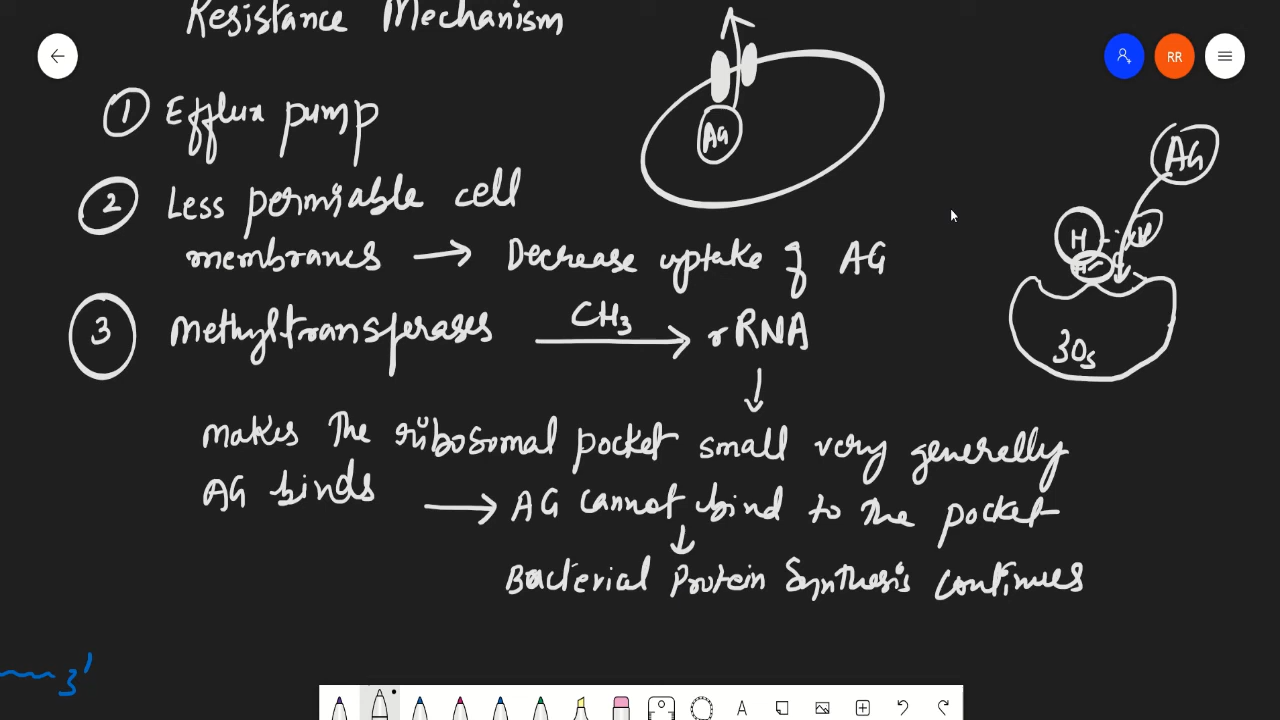 Resistance Mechanism
1 Efflux pump
2 Less permiable cell
membranes → Decrease uptake of AG
3 Methyltransferases CH3 → rRNA
makes the ribosomal pocket small very generally
AG binds → AG cannot bind to the pocket
Bacterial Protein Synthesis continues
AG
AG
H
30s
3'
RR
A